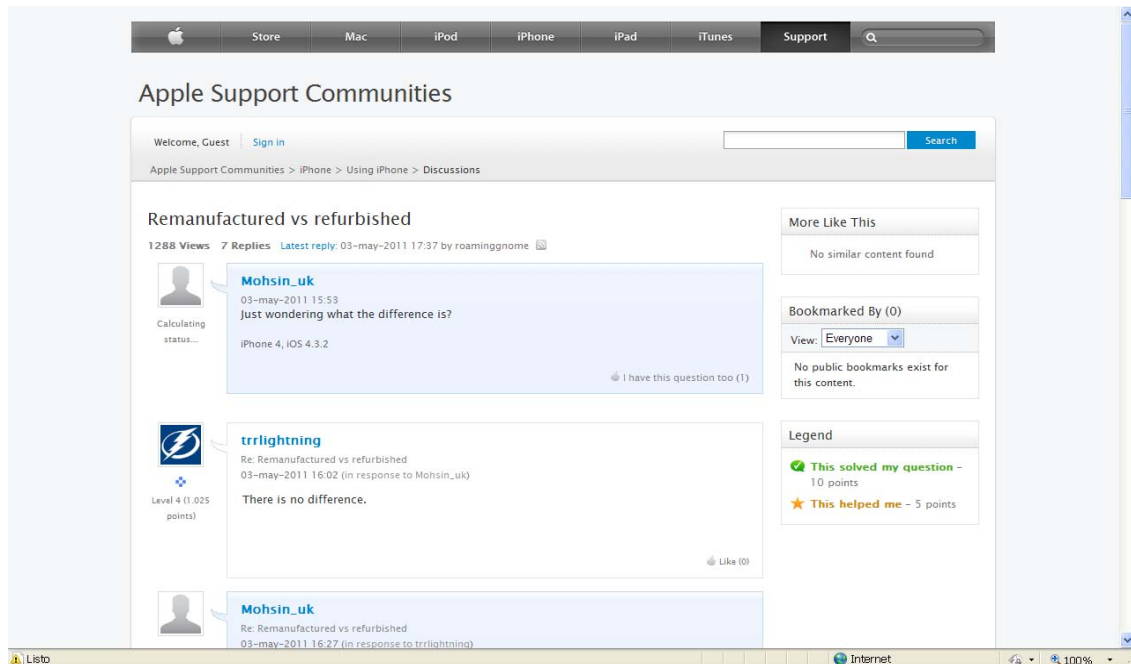 Store Mac iPod iPhone iPad iTunes Support
Apple Support Communities
Welcome, Guest Sign in
Search
Apple Support Communities > iPhone > Using iPhone > Discussions
Remanufactured vs refurbished
1288 Views 7 Replies Latest reply: 03-may-2011 17:37 by roaminggnome
Calculating
status...
Mohsin_uk
03-may-2011 15:53
Just wondering what the difference is?
iPhone 4, iOS 4.3.2
I have this question too (1)
Level 4 (1.025
points)
trrlightning
Re: Remanufactured vs refurbished
03-may-2011 16:02 (in response to Mohsin_uk)
There is no difference.
Like (0)
Mohsin_uk
Re: Remanufactured vs refurbished
03-may-2011 16:27 (in response to trrlightning)
More Like This
No similar content found
Bookmarked By (0)
View: Everyone
No public bookmarks exist for
this content.
Legend
This solved my question -
10 points
This helped me - 5 points
Listo Internet 100%